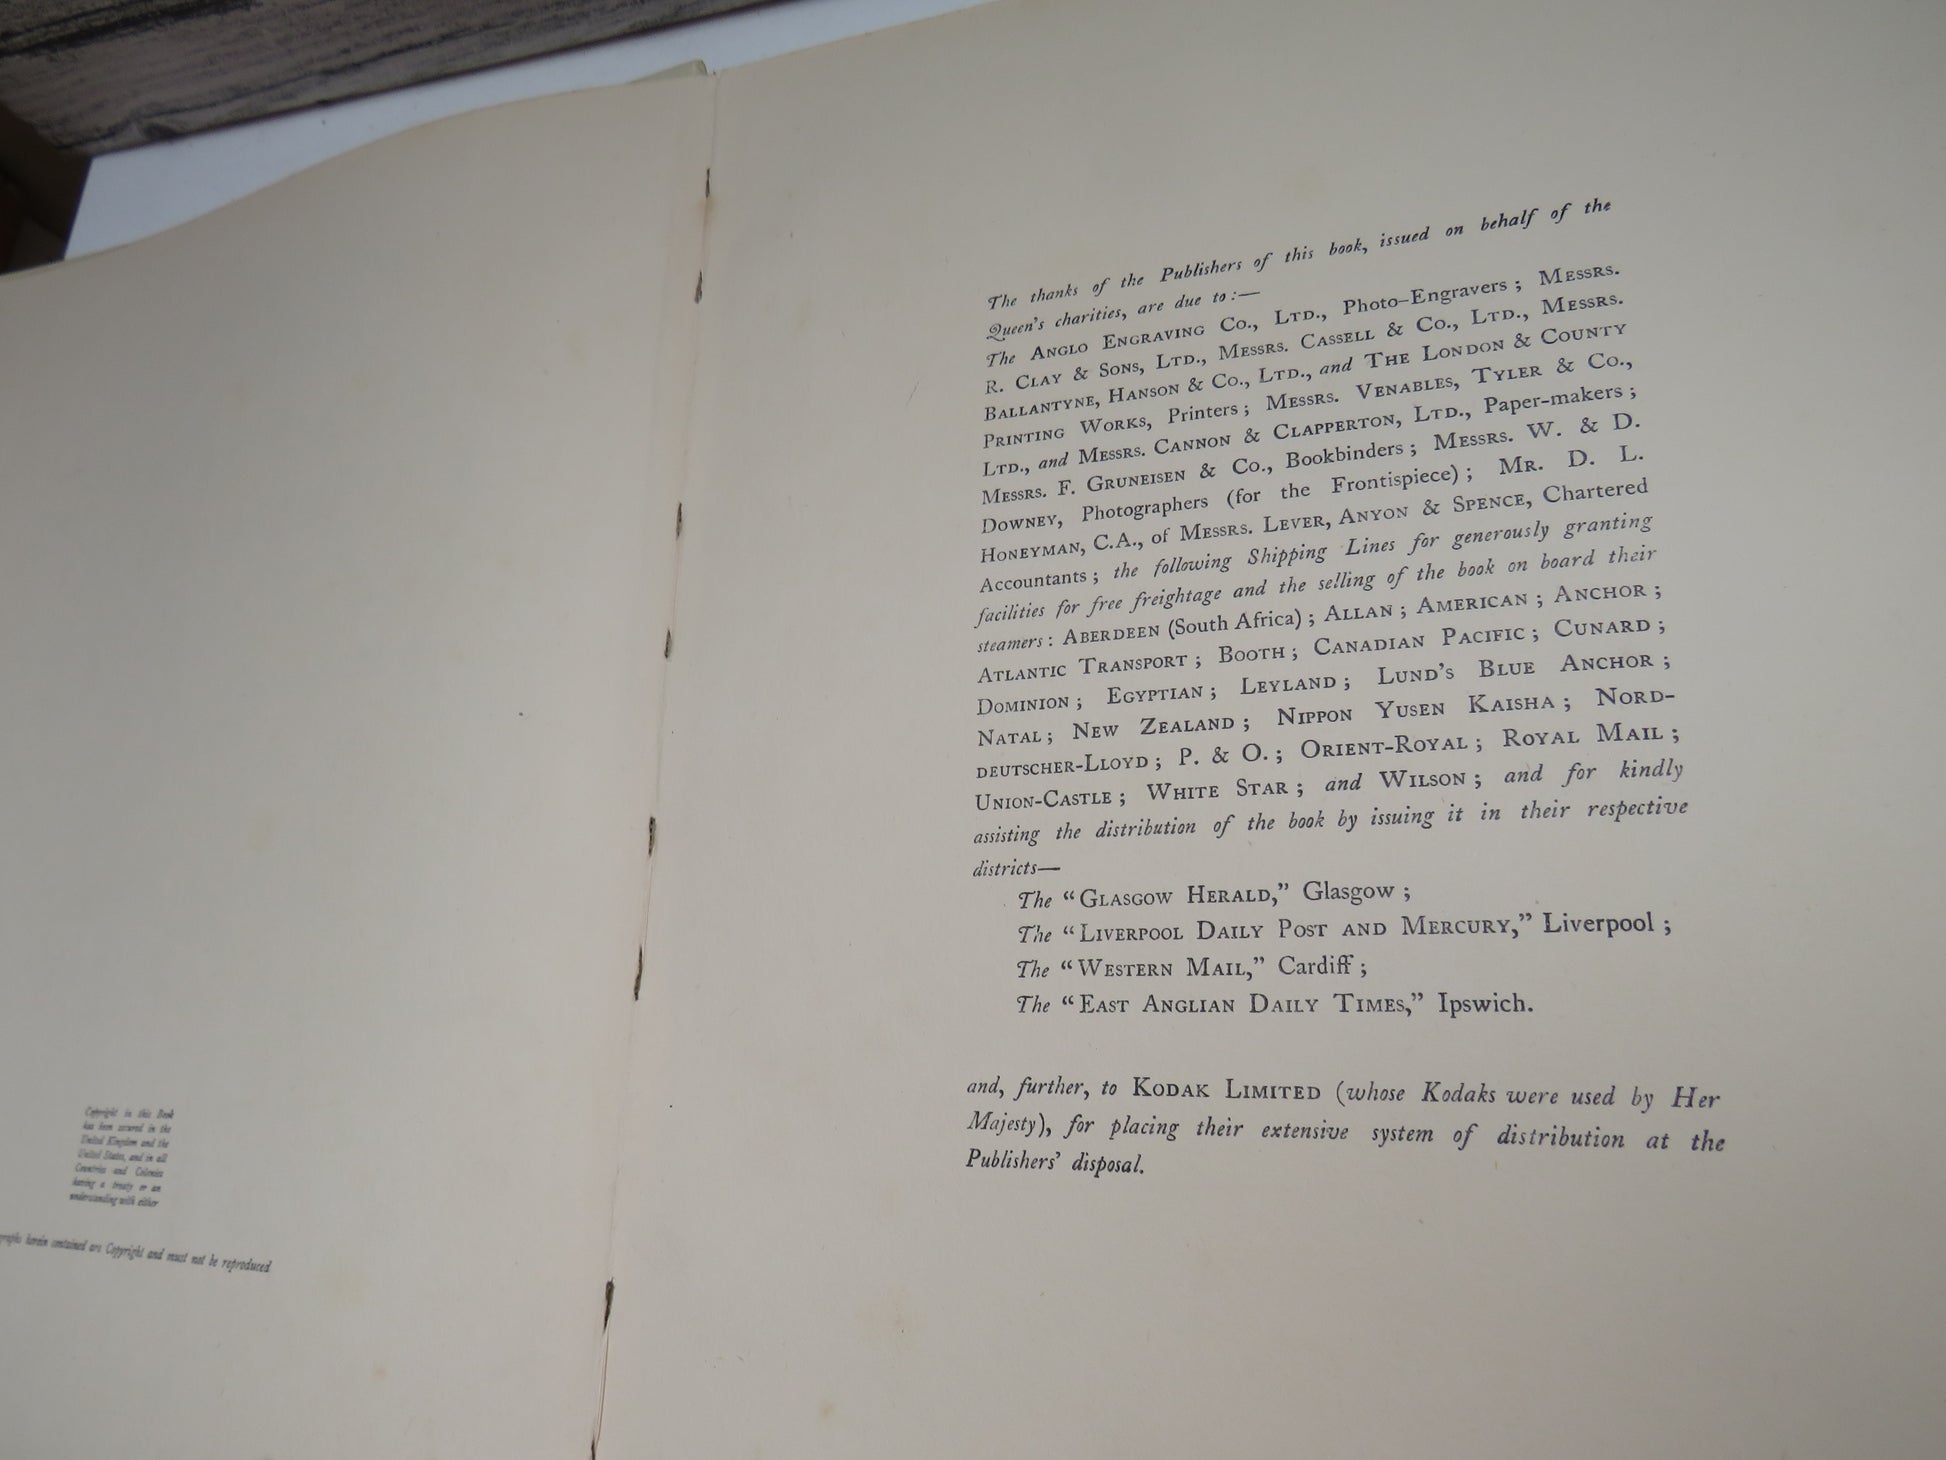 Copyright in this Book
has been secured in the
United Kingdom and the
United States, and in all
Countries and Colonies
having a treaty or an
understanding with either
herein contained are Copyright and must not be reproduced
The thanks of the Publishers of this book, issued on behalf of the
Queen's charities, are due to:—
The ANGLO ENGRAVING Co., LTD., Photo-Engravers; MESSRS.
R. CLAY & SONS, LTD., MESSRS. CASSELL & Co., LTD., MESSRS.
BALLANTYNE, HANSON & Co., LTD., and THE LONDON & COUNTY
PRINTING WORKS, Printers; MESSRS. VENABLES, TYLER & Co.,
LTD., and MESSRS. CANNON & CLAPPERTON, LTD., Paper-makers;
MESSRS. F. GRUNEISEN & Co., Bookbinders; MESSRS. W. & D.
DOWNEY, Photographers (for the Frontispiece); MR. D. L.
HONEYMAN, C.A., of MESSRS. LEVER, ANYON & SPENCE, Chartered
Accountants; the following Shipping Lines for generously granting
facilities for free freightage and the selling of the book on board their
steamers: ABERDEEN (South Africa); ALLAN; AMERICAN; ANCHOR;
ATLANTIC TRANSPORT; BOOTH; CANADIAN PACIFIC; CUNARD;
DOMINION; EGYPTIAN; LEYLAND; LUND'S BLUE ANCHOR;
NATAL; NEW ZEALAND; NIPPON YUSEN KAISHA; NORD-
DEUTSCHER-LLOYD; P. & O.; ORIENT-ROYAL; ROYAL MAIL;
UNION-CASTLE; WHITE STAR; and WILSON; and for kindly
assisting the distribution of the book by issuing it in their respective
districts—
The "GLASGOW HERALD," Glasgow;
The "LIVERPOOL DAILY POST AND MERCURY," Liverpool;
The "WESTERN MAIL," Cardiff;
The "EAST ANGLIAN DAILY TIMES," Ipswich.
and, further, to KODAK LIMITED (whose Kodaks were used by Her
Majesty), for placing their extensive system of distribution at the
Publishers' disposal.